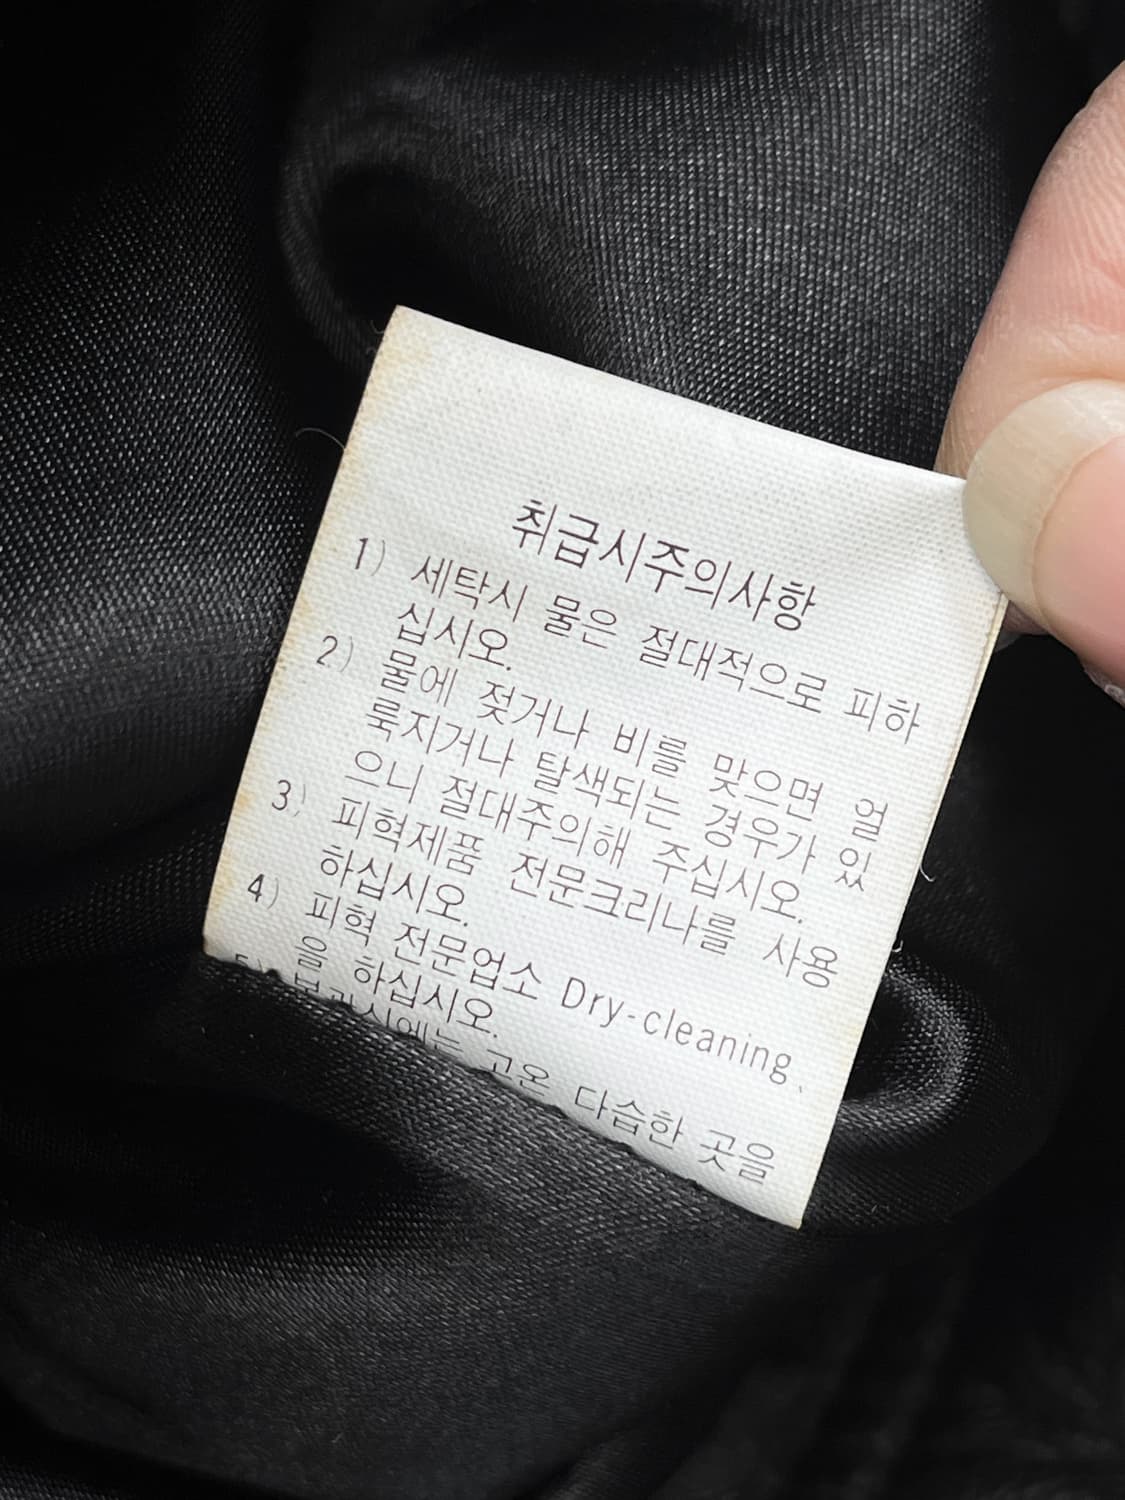 취급시주의사항
1) 세탁시 물은 절대적으로 피하
십시오.
2) 물에 젖거나 비를 맞으면 얼
룩지거나 탈색되는 경우가 있
으니 절대주의해 주십시오.
3) 피혁제품 전문크리나를 사용
하십시오.
4) 피혁 전문업소 Dry-cleaning
을 하십시오.
고온 다습한 곳을